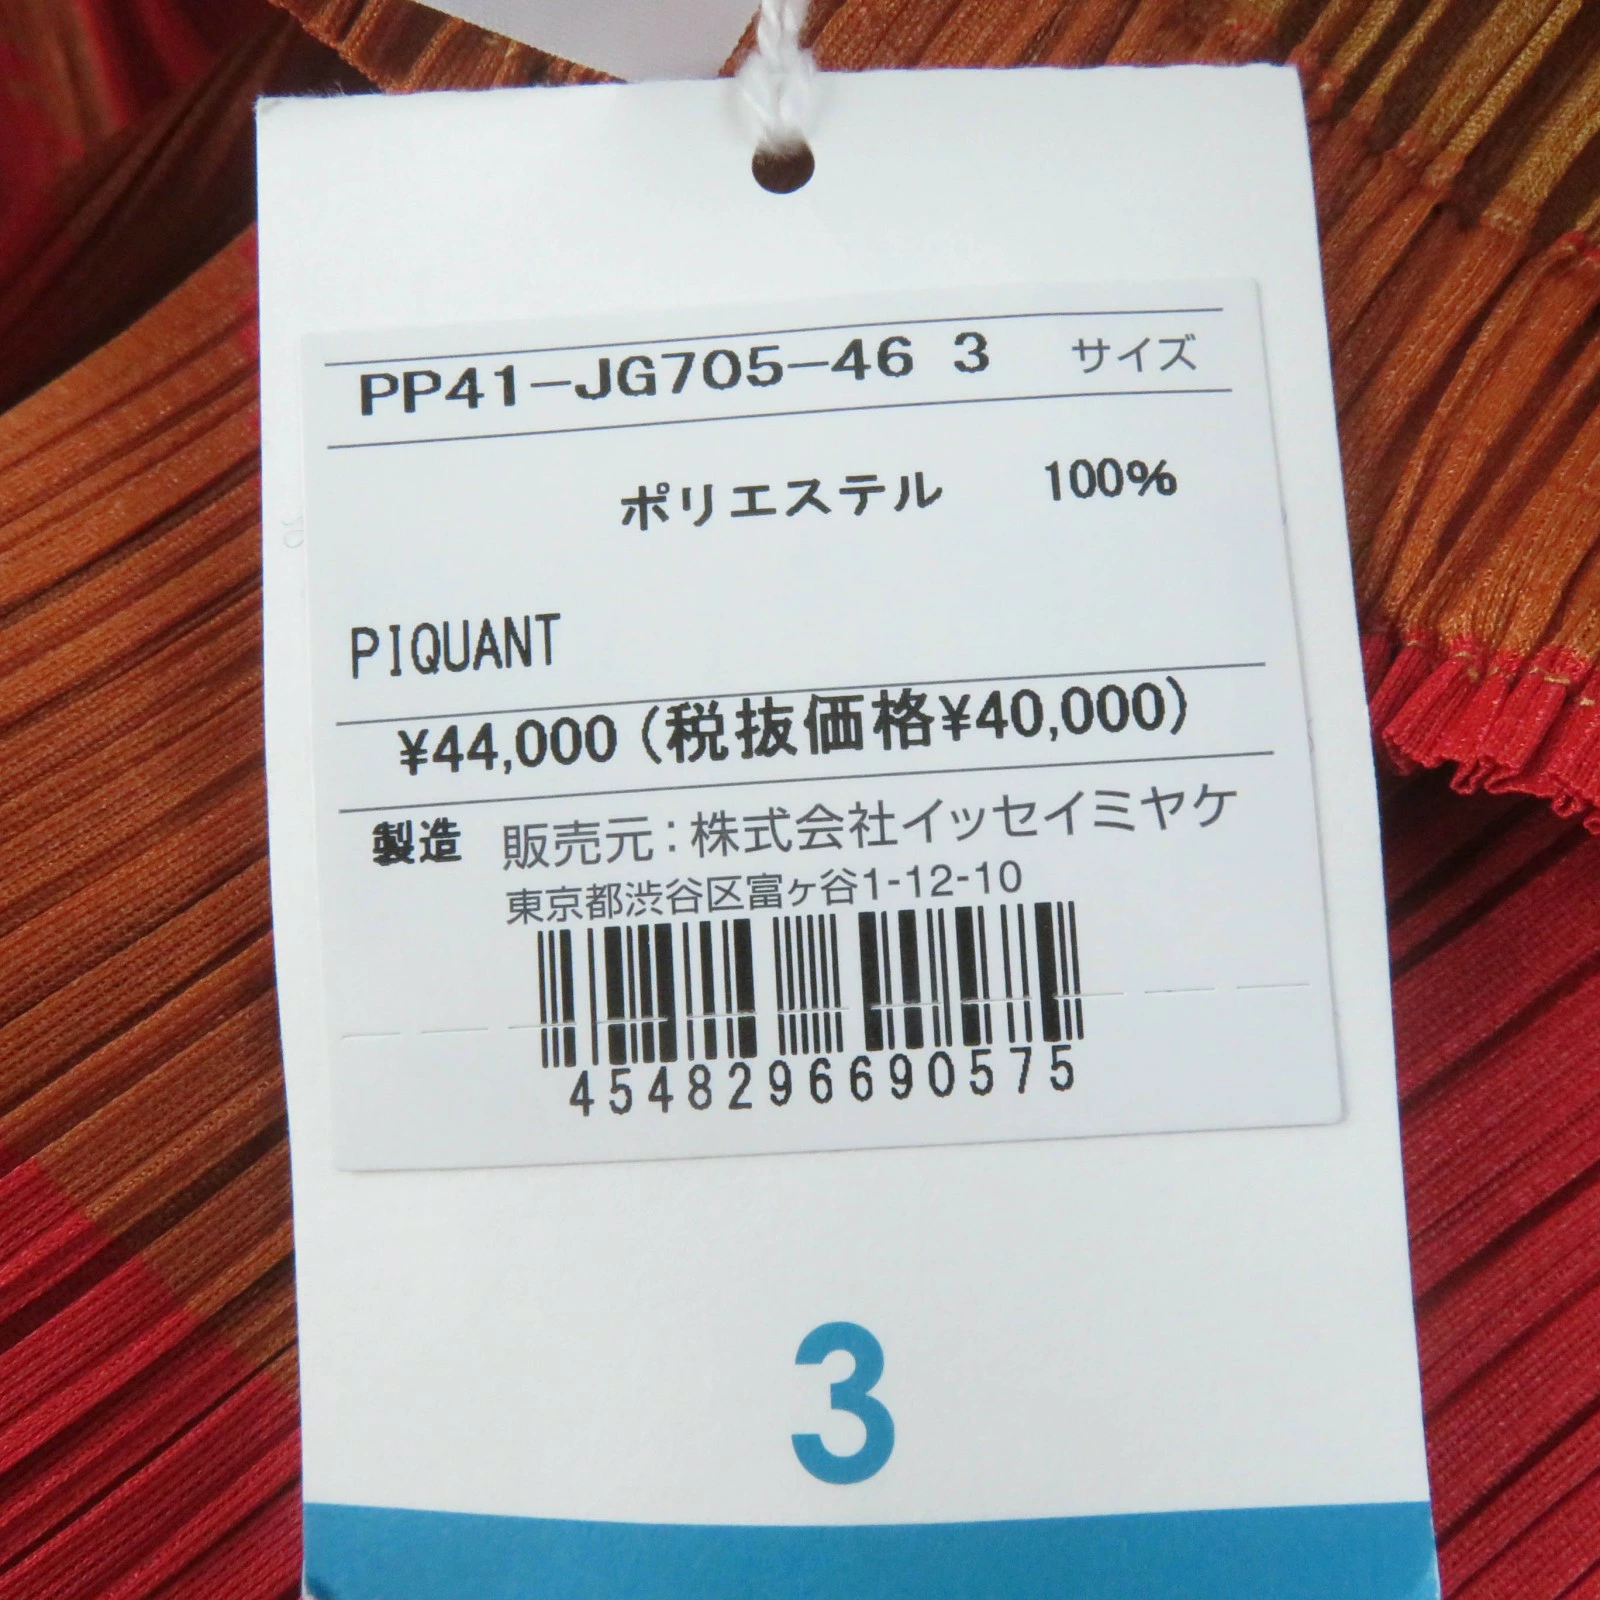 PP41-JG705-46 3 サイズ
ポリエステル 100%
PIQUANT
¥44,000(税抜価格¥40,000)
製造 販売元:株式会社イッセイミヤケ
東京都渋谷区富ヶ谷1-12-10
4548296690575
3